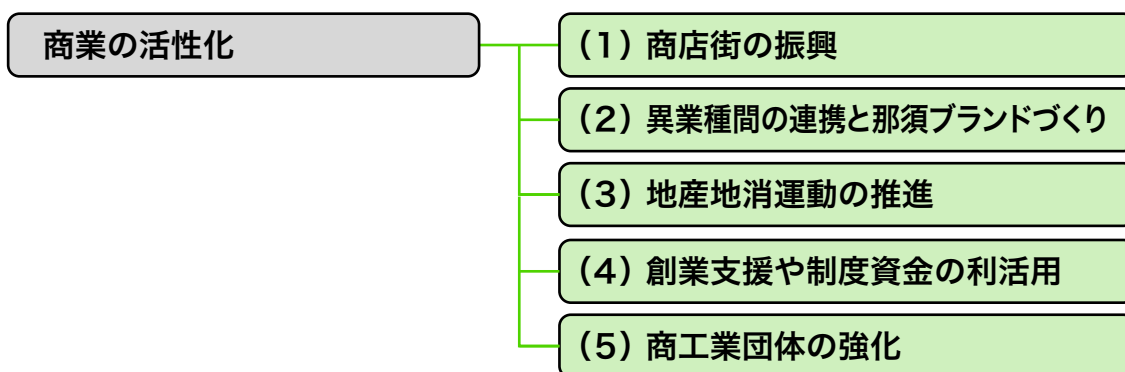 商業の活性化
（1）商店街の振興
（2）異業種間の連携と那須ブランドづくり
（3）地産地消運動の推進
（4）創業支援や制度資金の利活用
（5）商工業団体の強化